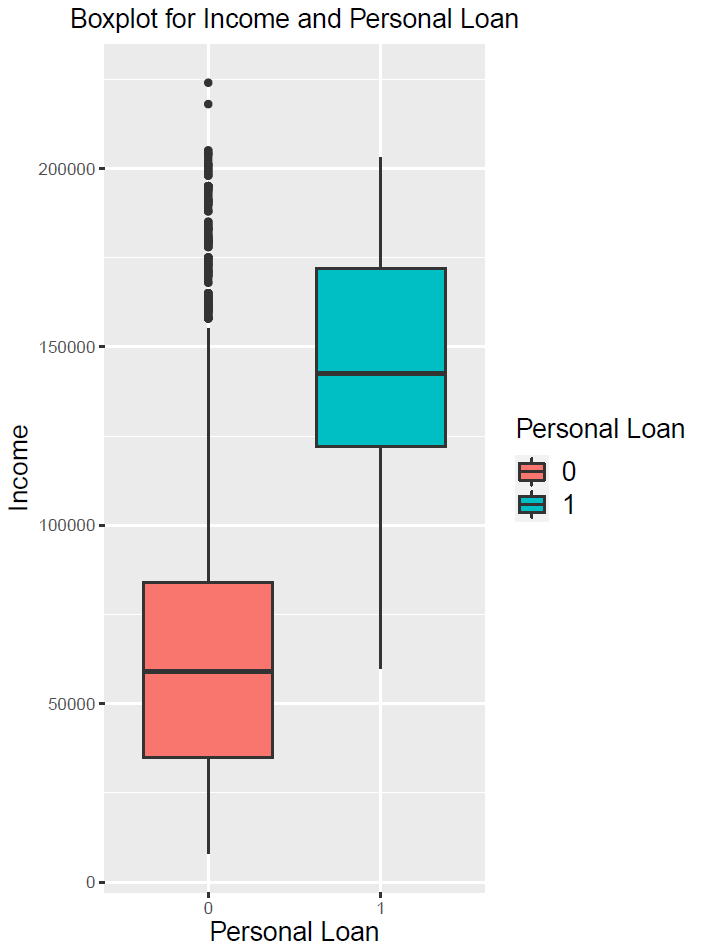 Boxplot for Income and Personal Loan
200000
150000
100000
50000
0
Income
0
1
Personal Loan
Personal Loan
0
1